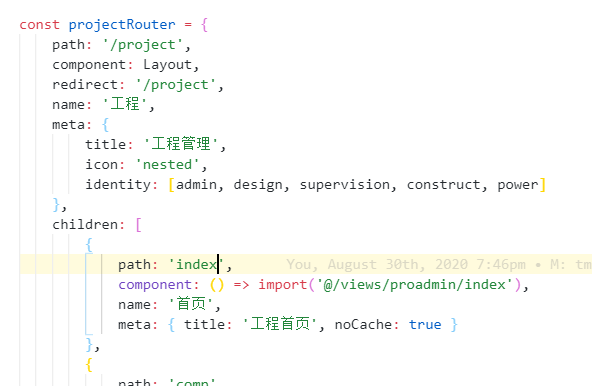 const projectRouter = {
path: '/project',
component: Layout,
redirect: '/project',
name: '工程',
meta: {
title: '工程管理',
icon: 'nested',
identity: [admin, design, supervision, construct, power]
},
children: [
{
path: 'index', You, August 30th, 2020 7:46pm • M: tm
component: () => import('@/views/proadmin/index'),
name: '首页',
meta: { title: '工程首页', noCache: true }
},
{
path: 'comp'